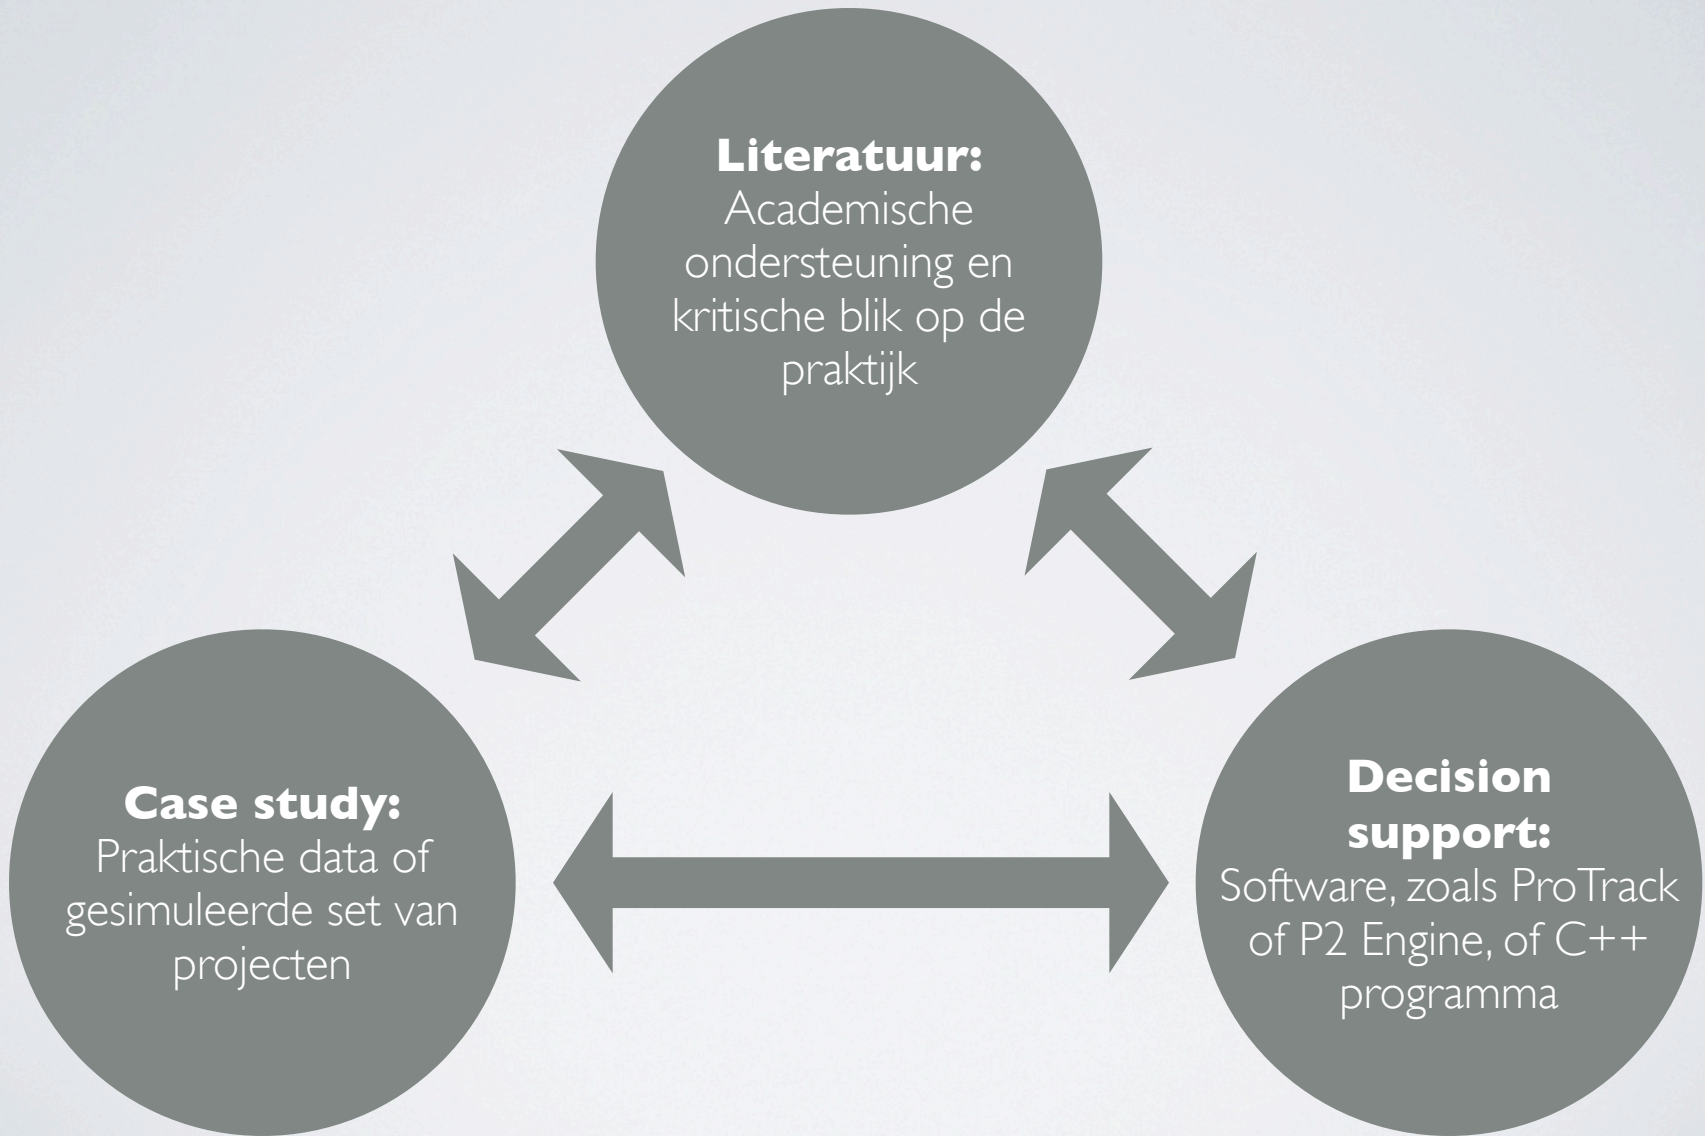 Literatuur:
Academische
ondersteuning en
kritische blik op de
praktijk
Case study:
Praktische data of
gesimuleerde set van
projecten
Decision
support:
Software, zoals ProTrack
of P2 Engine, of C++
programma